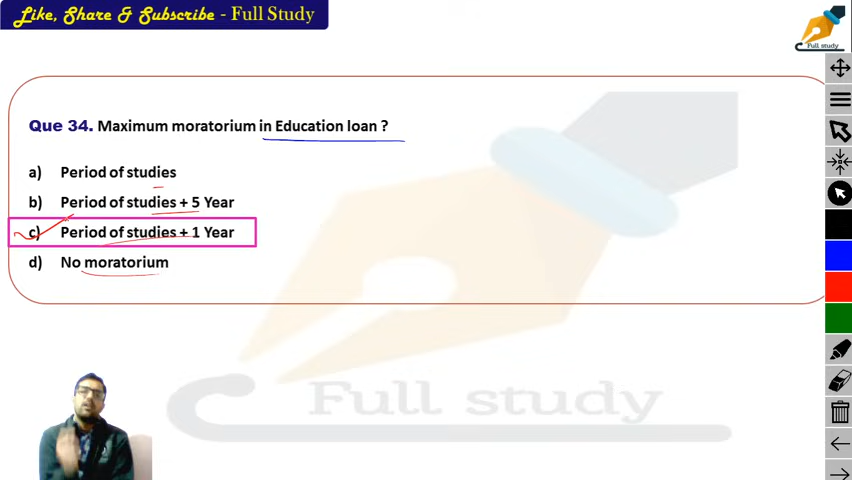 Like, Share & Subscribe - Full Study
Full study
Que 34. Maximum moratorium in Education loan ?
a) Period of studies
b) Period of studies + 5 Year
c) Period of studies + 1 Year
d) No moratorium
Full study